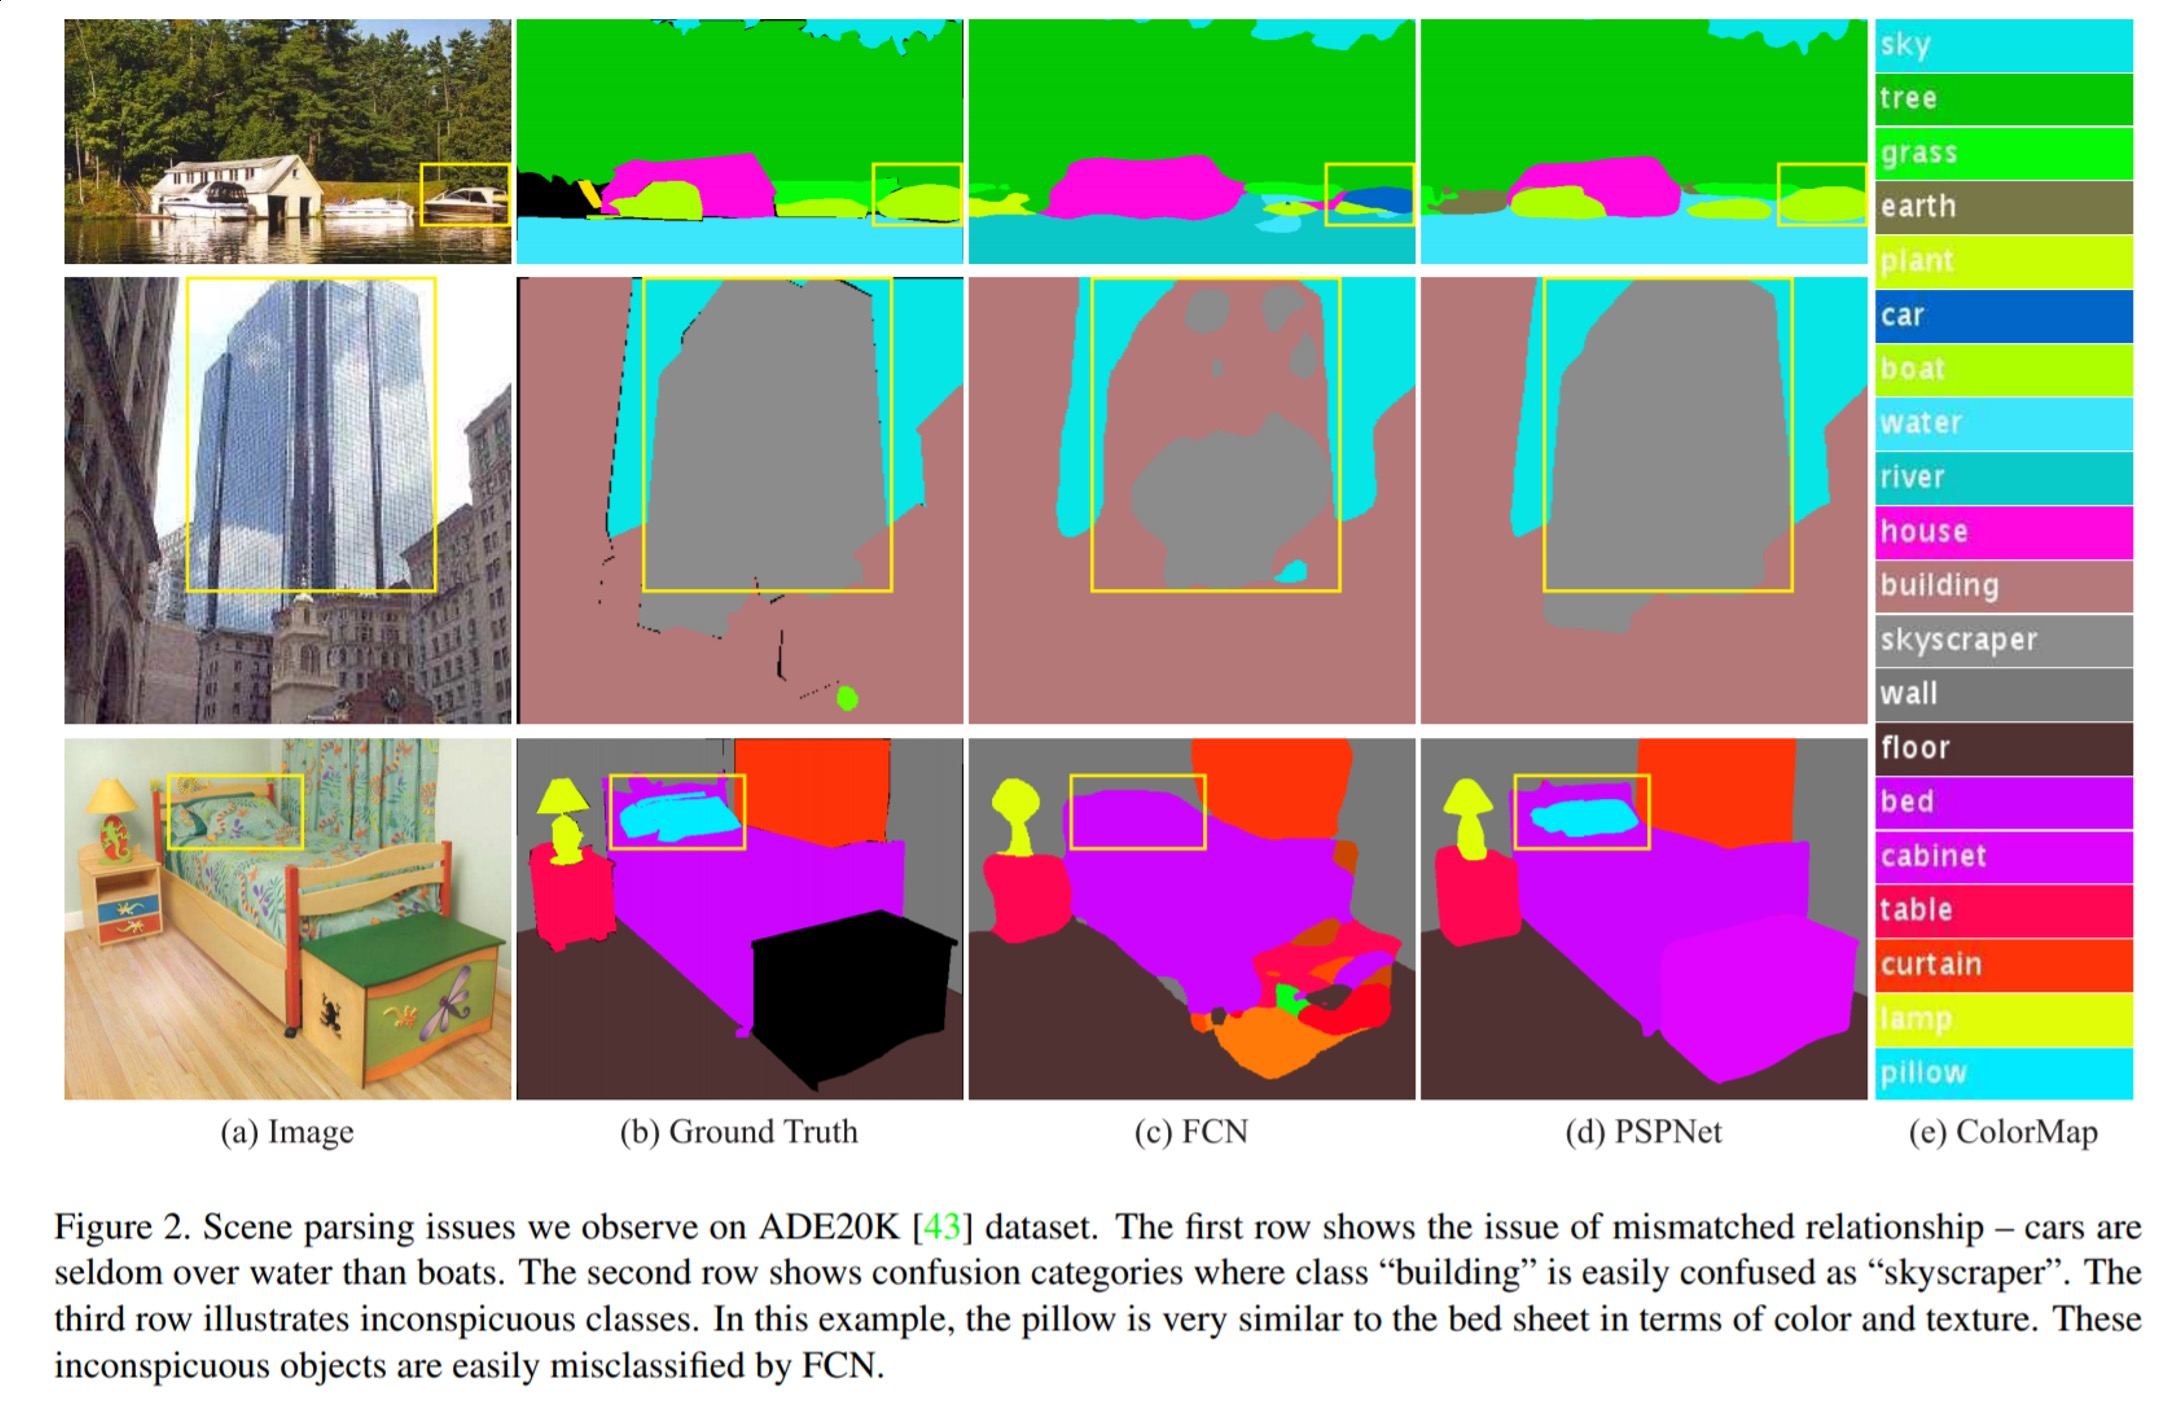 sky
tree
grass
earth
plant
car
boat
water
river
house
building
skyscraper
wall
floor
bed
cabinet
table
curtain
lamp
pillow
(a) Image
(b) Ground Truth
(c) FCN
(d) PSPNet
(e) ColorMap
Figure 2. Scene parsing issues we observe on ADE20K [43] dataset. The first row shows the issue of mismatched relationship – cars are
seldom over water than boats. The second row shows confusion categories where class “building” is easily confused as “skyscraper”. The
third row illustrates inconspicuous classes. In this example, the pillow is very similar to the bed sheet in terms of color and texture. These
inconspicuous objects are easily misclassified by FCN.